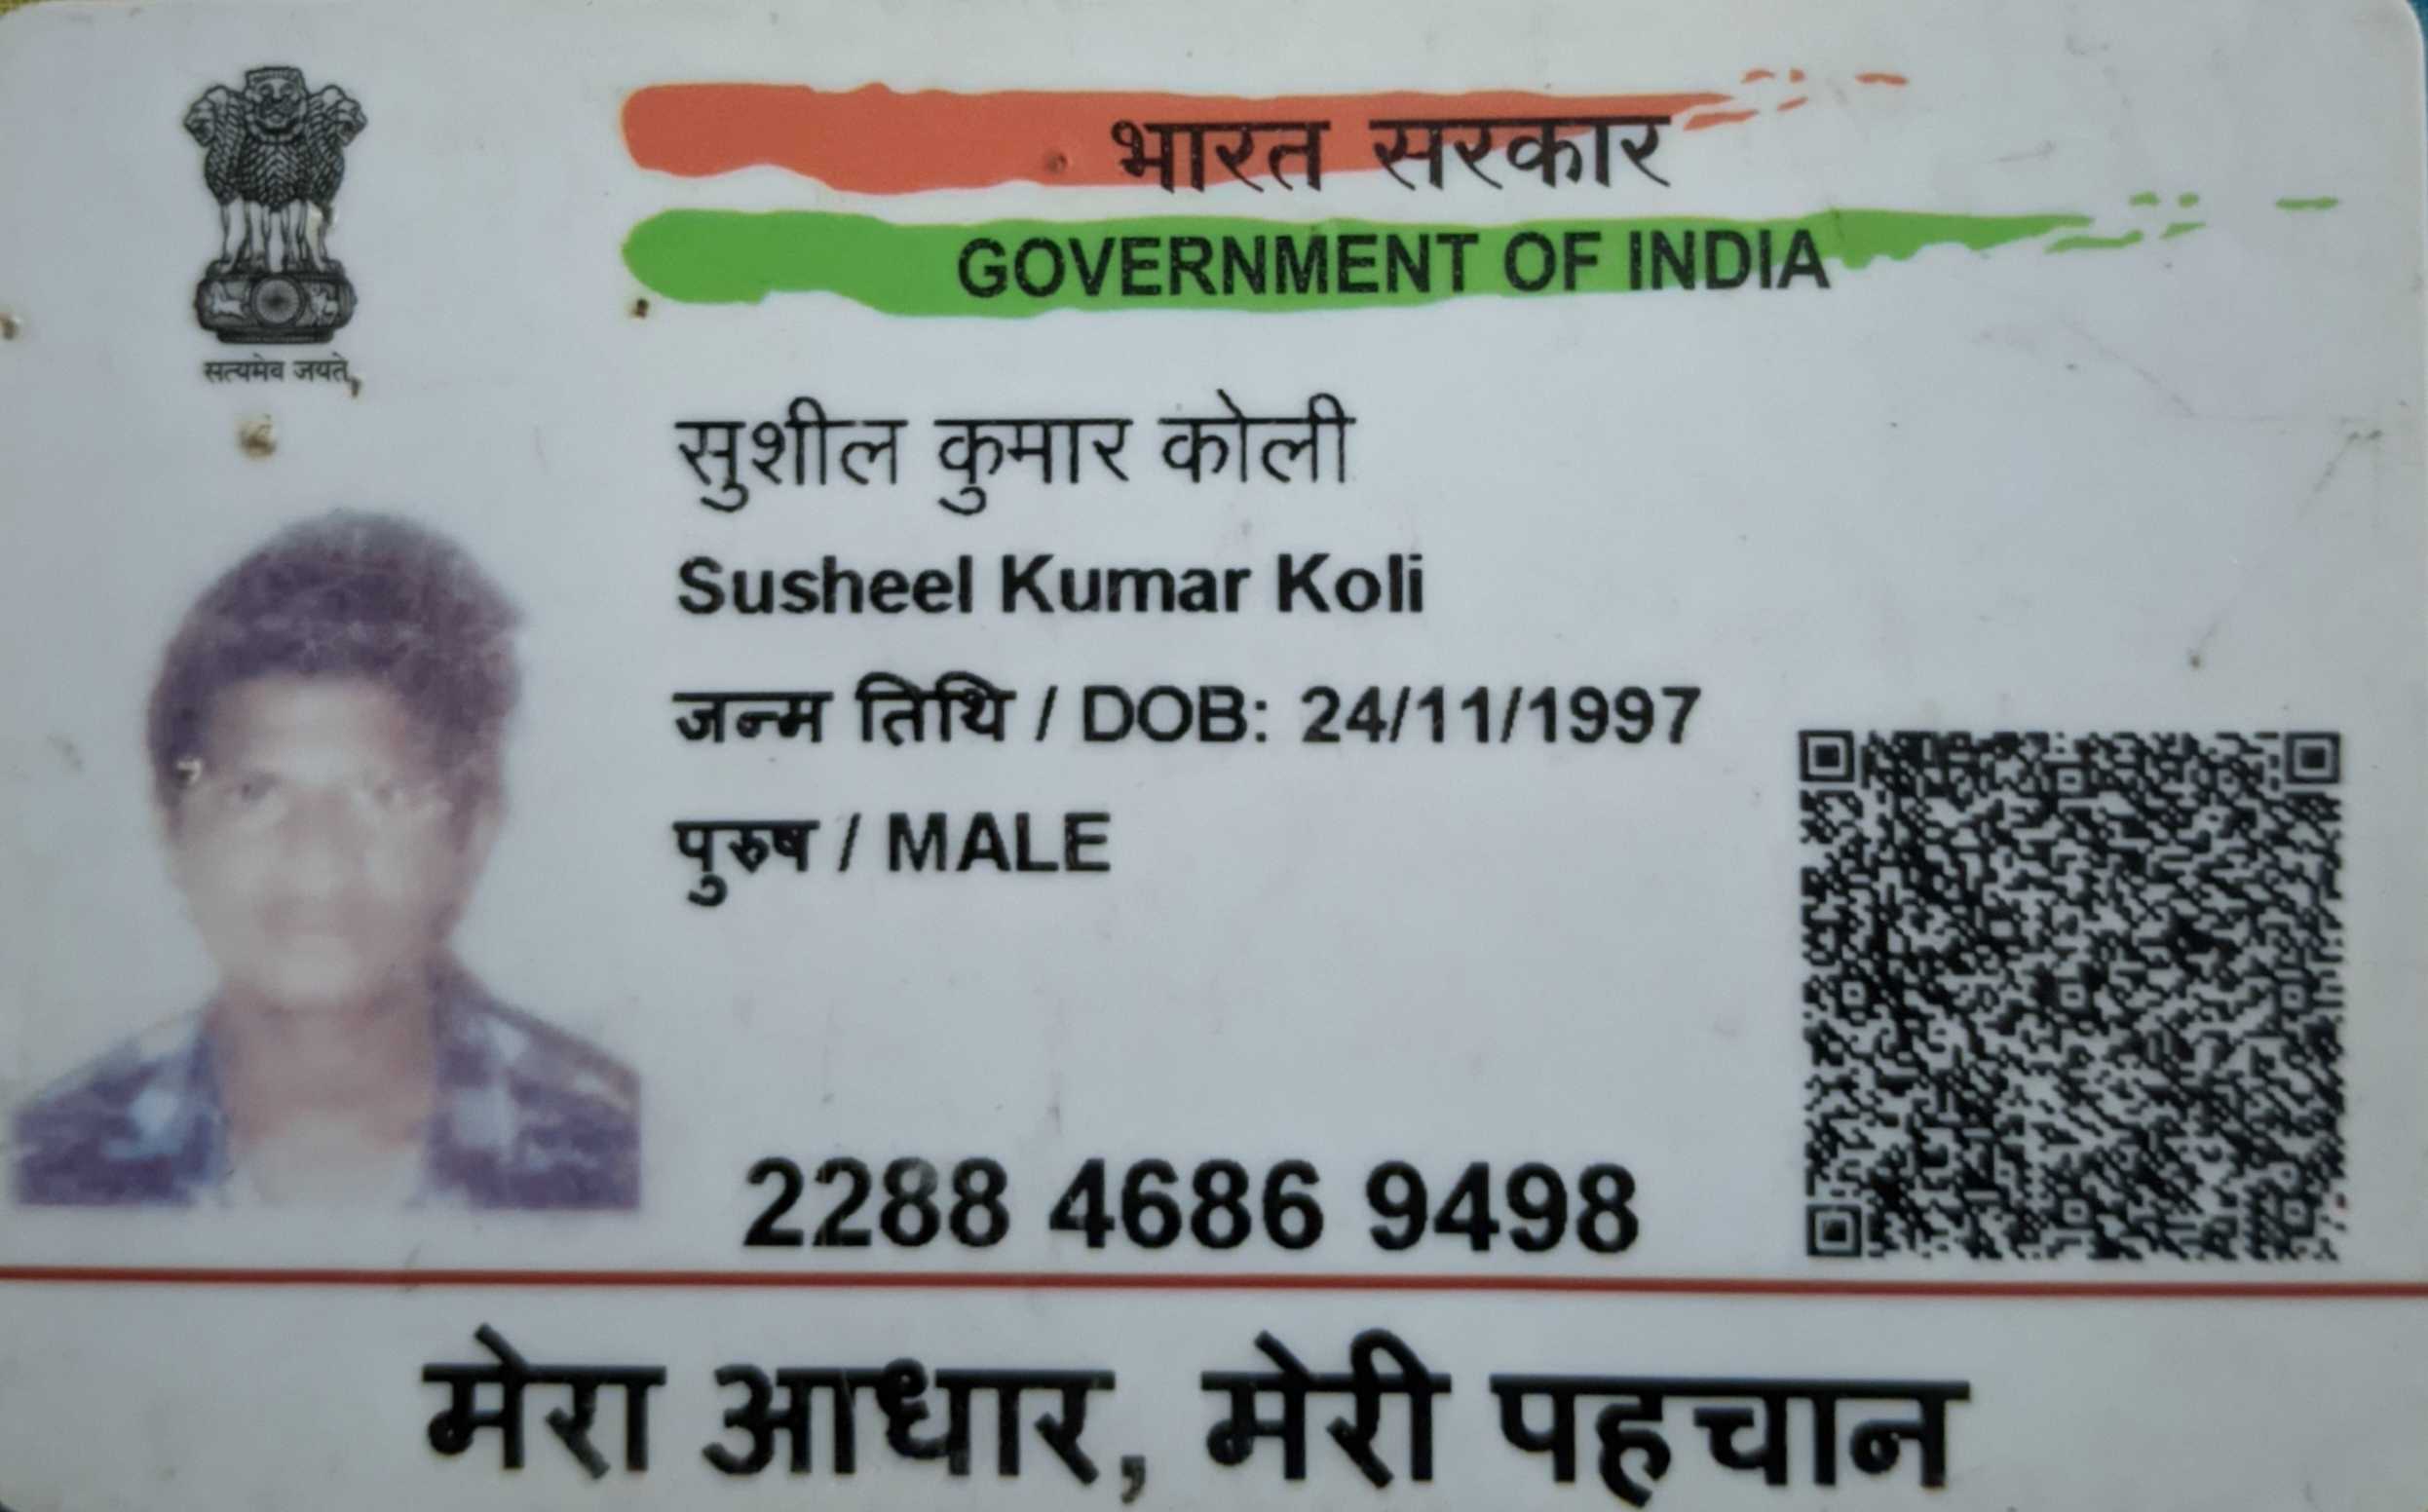 भारत सरकार
GOVERNMENT OF INDIA
सत्यमेव जयते
सुशील कुमार कोली
Susheel Kumar Koli
जन्म तिथि / DOB: 24/11/1997
पुरुष / MALE
2288 4686 9498
मेरा आधार, मेरी पहचान